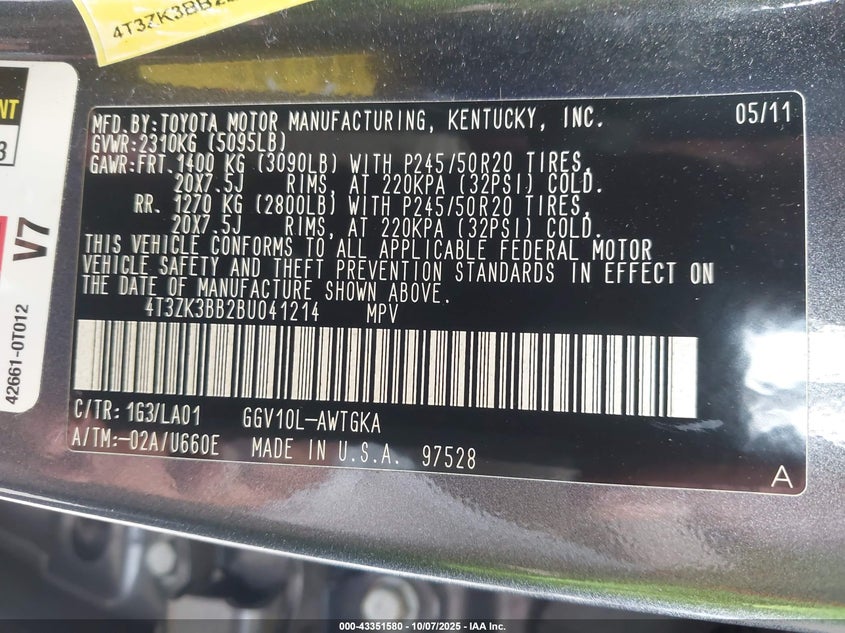 4T3ZK3BB2B
NT
3
V7
42661-0T012
MFD.BY:TOYOTA MOTOR MANUFACTURING, KENTUCKY, INC. 05/11
GVWR:2310KG (5095LB)
GAWR:FRT. 1400 KG (3090LB) WITH P245/50R20 TIRES,
20X7.5J RIMS, AT 220KPA (32PSI) COLD.
RR. 1270 KG (2800LB) WITH P245/50R20 TIRES,
20X7.5J RIMS, AT 220KPA (32PSI) COLD.
THIS VEHICLE CONFORMS TO ALL APPLICABLE FEDERAL MOTOR
VEHICLE SAFETY AND THEFT PREVENTION STANDARDS IN EFFECT ON
THE DATE OF MANUFACTURE SHOWN ABOVE.
4T3ZK3BB2BU041214 MPV
C/TR: 1G3/LA01 GGV10L-AWTGKA
A/TM:-02A/U660E MADE IN U.S.A. 97528
A
000-43351580 - 10/07/2025 - IAA Inc.